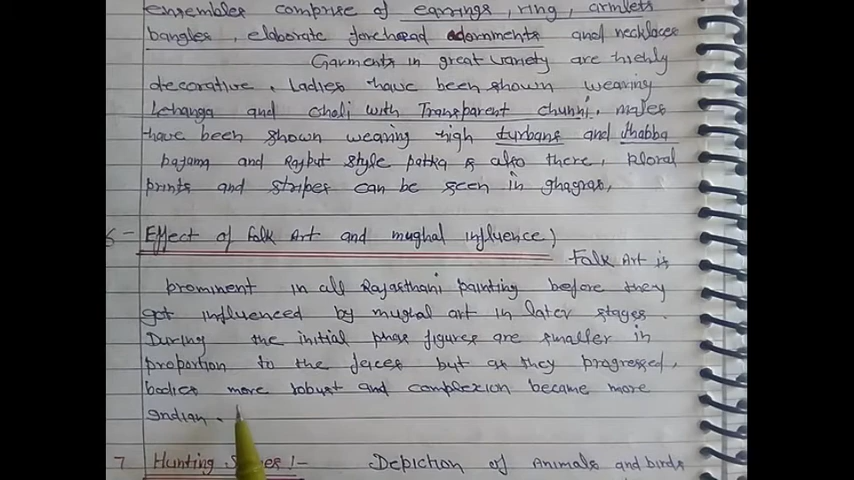 ensembles comprise of earrings, ring, armlets
bangles, elaborate forehead adornments and necklaces
Garments in great variety are highly
decorative. Ladies have been shown wearing
Lehanga and choli with Transparent chunni. males
have been shown wearing high turbans and Jhabba
pajama and Rajput style patka is also there, Floral
prints and stripes can be seen in ghagras,
6- Effect of Falk Art and mughal influence)
Falk Art is
prominent in all Rajasthani painting before they
got influenced by mughal art in later stages.
During the initial phase figures are smaller in
proportion to the faices but as they progressed,
bodies more robust and complexion became more
Indian.
7 Hunting :- Depiction of Animals and birds